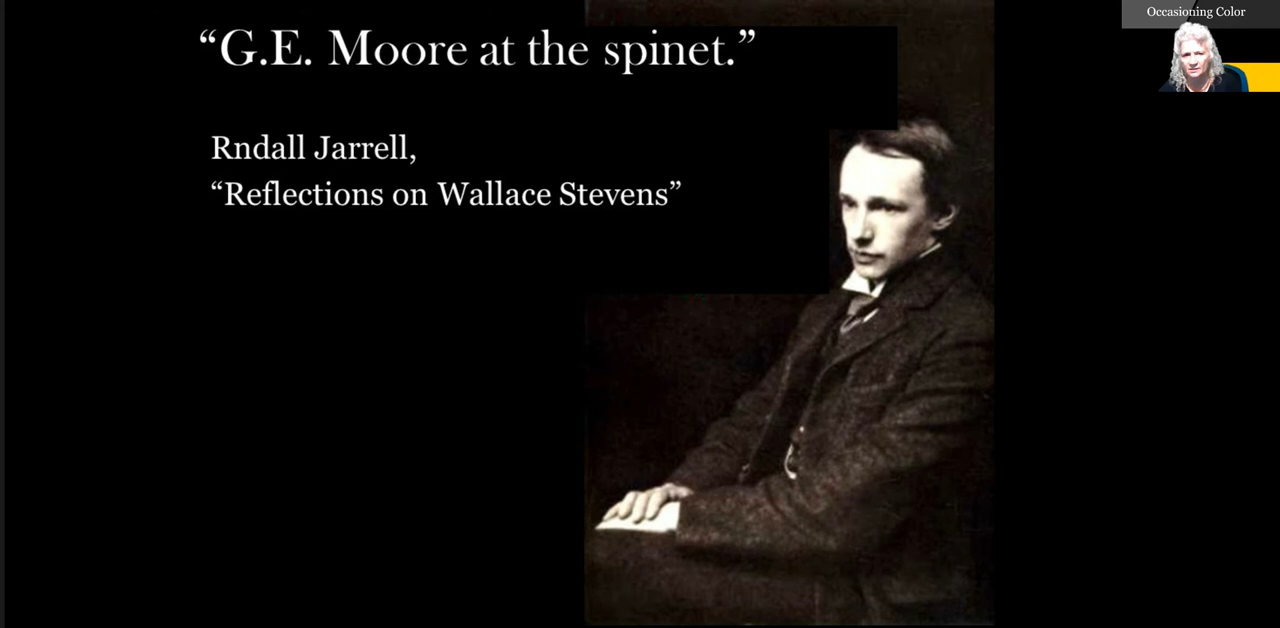 “G.E. Moore at the spinet.”
Rndall Jarrell,
“Reflections on Wallace Stevens”
Occasioning Color